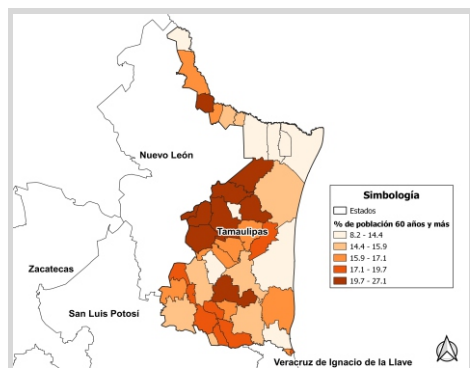 Nuevo León
Tamaulipas
Zacatecas
San Luis Potosí
Veracruz de Ignacio de la Llave
Simbología
Estados
% de población 60 años y más
8.2 - 14.4
14.4 - 15.9
15.9 - 17.1
17.1 - 19.7
19.7 - 27.1